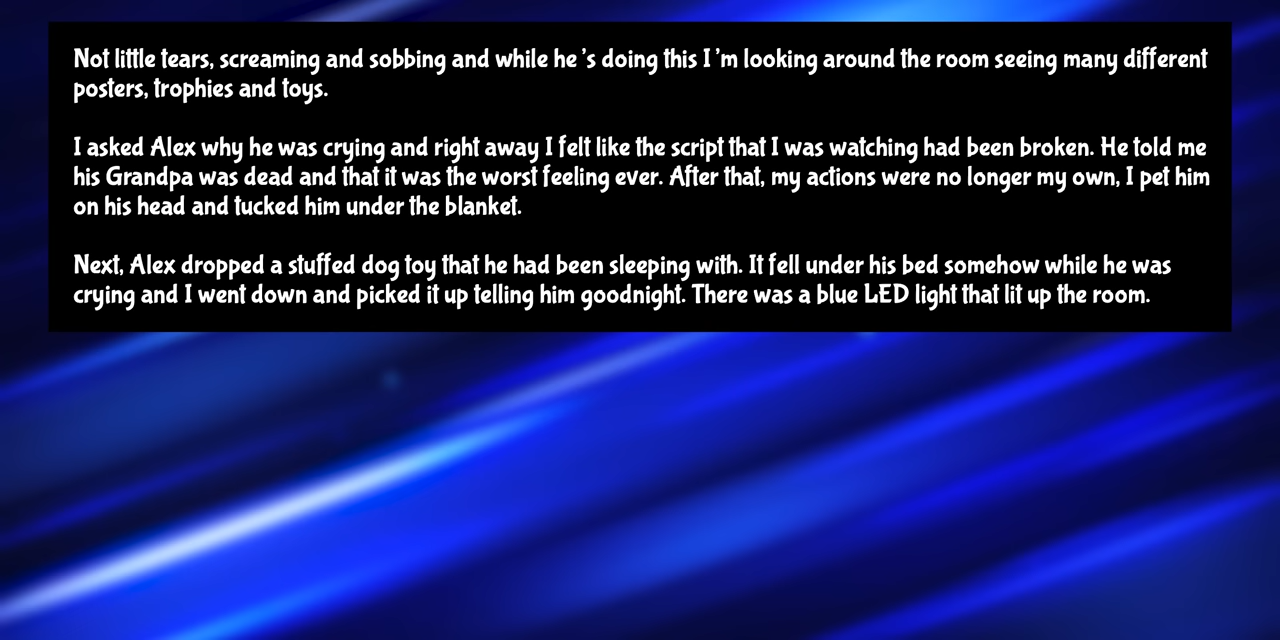 Not little tears, screaming and sobbing and while he's doing this I'm looking around the room seeing many different
posters, trophies and toys.
I asked Alex why he was crying and right away I felt like the script that I was watching had been broken. He told me
his Grandpa was dead and that it was the worst feeling ever. After that, my actions were no longer my own, I pet him
on his head and tucked him under the blanket.
Next, Alex dropped a stuffed dog toy that he had been sleeping with. It fell under his bed somehow while he was
crying and I went down and picked it up telling him goodnight. There was a blue LED light that lit up the room.